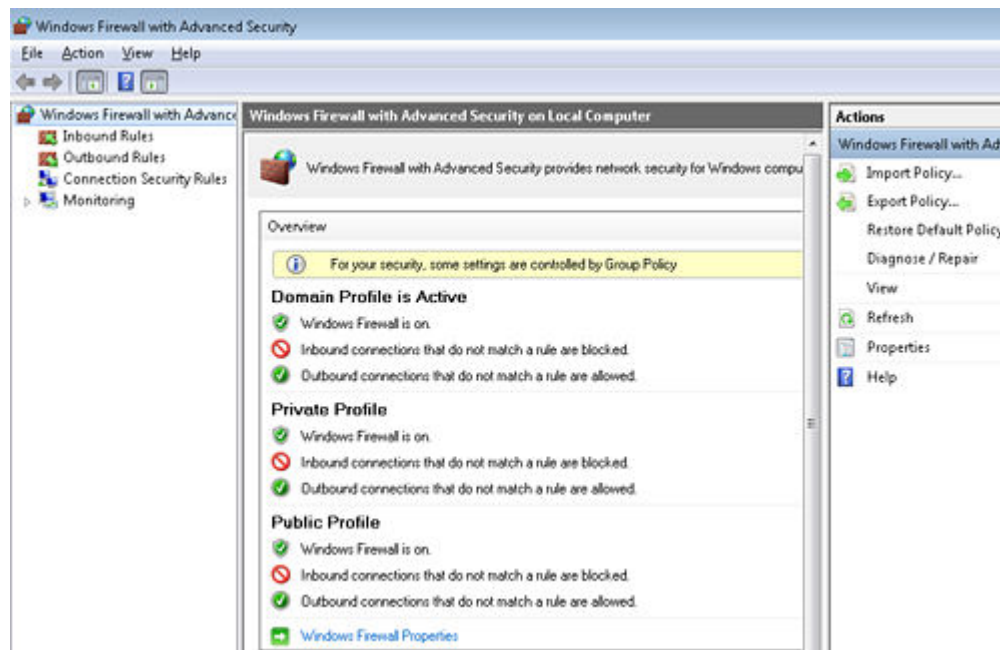 Windows Firewall with Advanced Security
File Action View Help
Windows Firewall with Advance
Inbound Rules
Outbound Rules
Connection Security Rules
Monitoring
Windows Firewall with Advanced Security on Local Computer
Windows Firewall with Advanced Security provides network security for Windows compu
Overview
For your security, some settings are controlled by Group Policy
Domain Profile is Active
Windows Firewall is on.
Inbound connections that do not match a rule are blocked.
Outbound connections that do not match a rule are allowed.
Private Profile
Windows Firewall is on.
Inbound connections that do not match a rule are blocked.
Outbound connections that do not match a rule are allowed.
Public Profile
Windows Firewall is on.
Inbound connections that do not match a rule are blocked.
Outbound connections that do not match a rule are allowed.
Windows Firewall Properties
Actions
Windows Firewall with Ad
Import Policy...
Export Policy...
Restore Default Policy
Diagnose / Repair
View
Refresh
Properties
Help